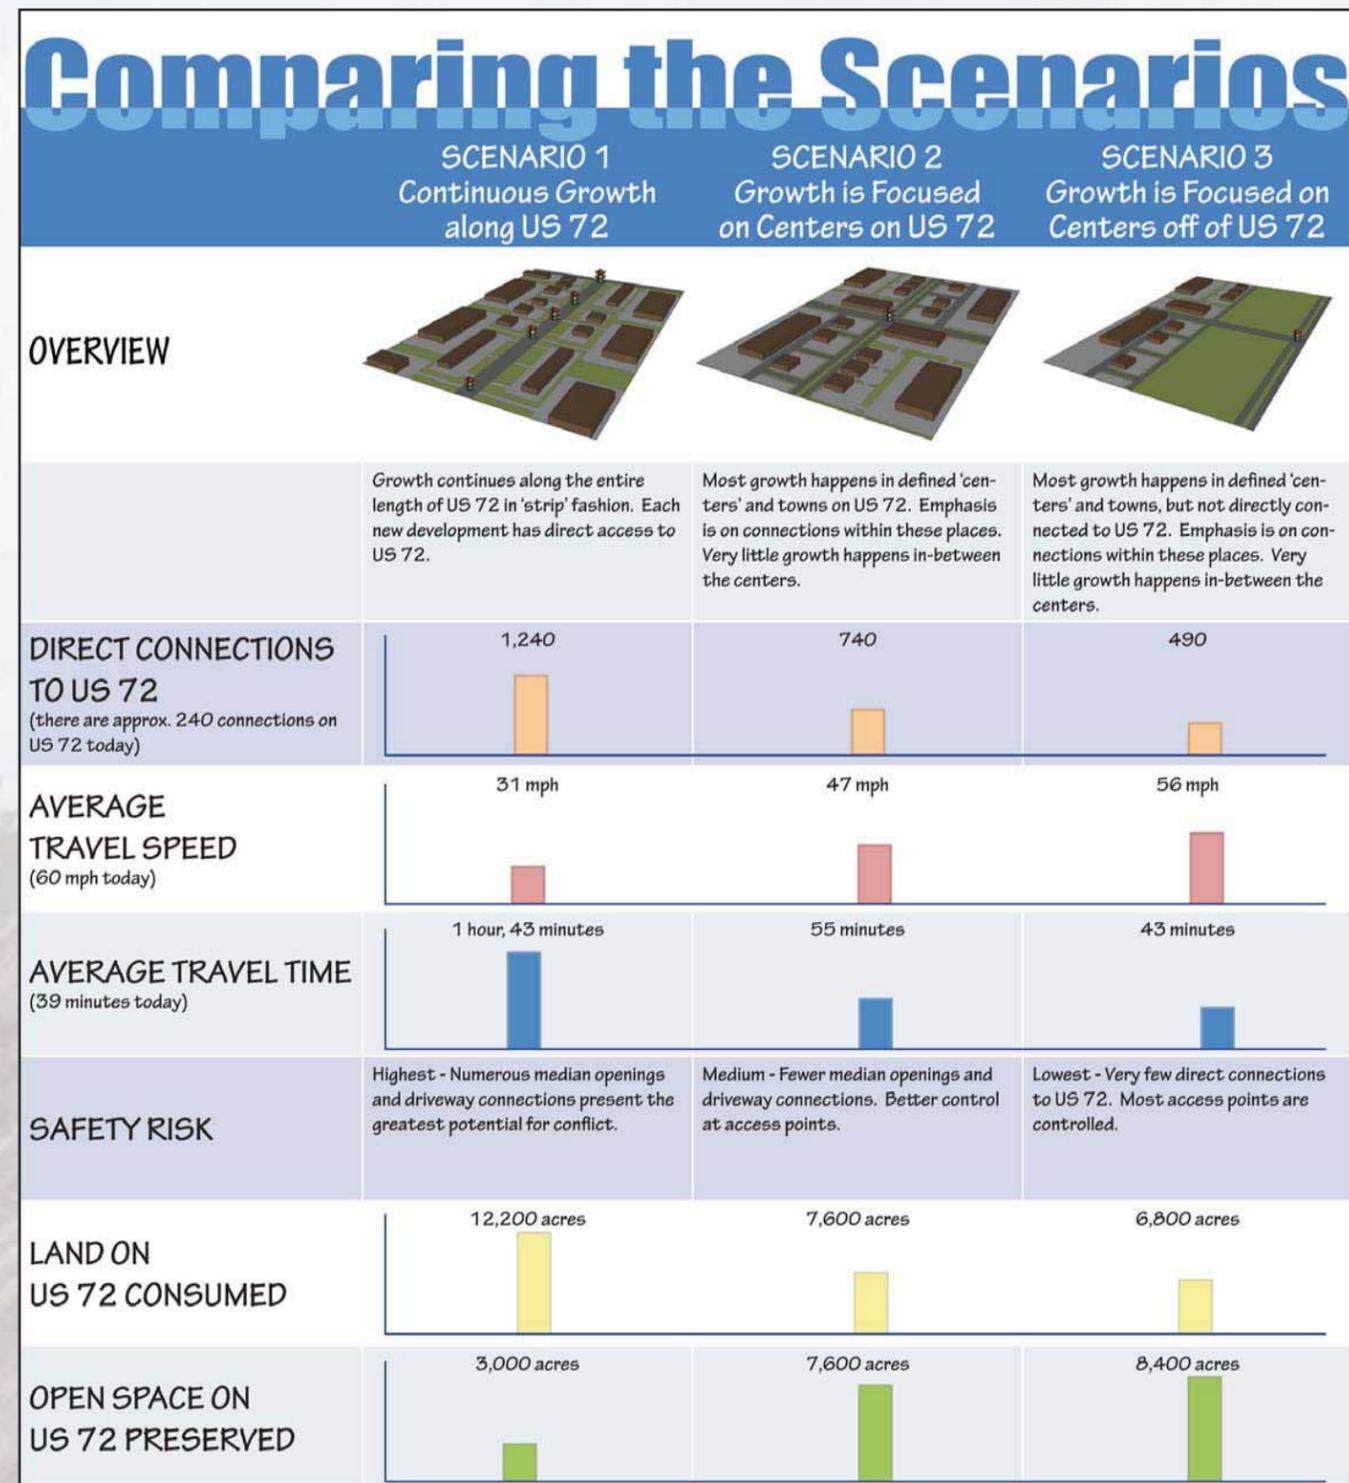 Comparing the Scenarios
SCENARIO 1
Continuous Growth
along US 72
SCENARIO 2
Growth is Focused
on Centers on US 72
SCENARIO 3
Growth is Focused on
Centers off of US 72
OVERVIEW
Growth continues along the entire
length of US 72 in 'strip' fashion. Each
new development has direct access to
US 72.
Most growth happens in defined 'cen-
ters' and towns on US 72. Emphasis
is on connections within these places.
Very little growth happens in-between
the centers.
Most growth happens in defined 'cen-
ters' and towns, but not directly con-
nected to US 72. Emphasis is on con-
nections within these places. Very
little growth happens in-between the
centers.
DIRECT CONNECTIONS
TO US 72
(there are approx. 240 connections on
US 72 today)
1,240
740
490
AVERAGE
TRAVEL SPEED
(60 mph today)
31 mph
47 mph
56 mph
AVERAGE TRAVEL TIME
(39 minutes today)
1 hour, 43 minutes
55 minutes
43 minutes
SAFETY RISK
Highest - Numerous median openings
and driveway connections present the
greatest potential for conflict.
Medium - Fewer median openings and
driveway connections. Better control
at access points.
Lowest - Very few direct connections
to US 72. Most access points are
controlled.
LAND ON
US 72 CONSUMED
12,200 acres
7,600 acres
6,800 acres
OPEN SPACE ON
US 72 PRESERVED
3,000 acres
7,600 acres
8,400 acres